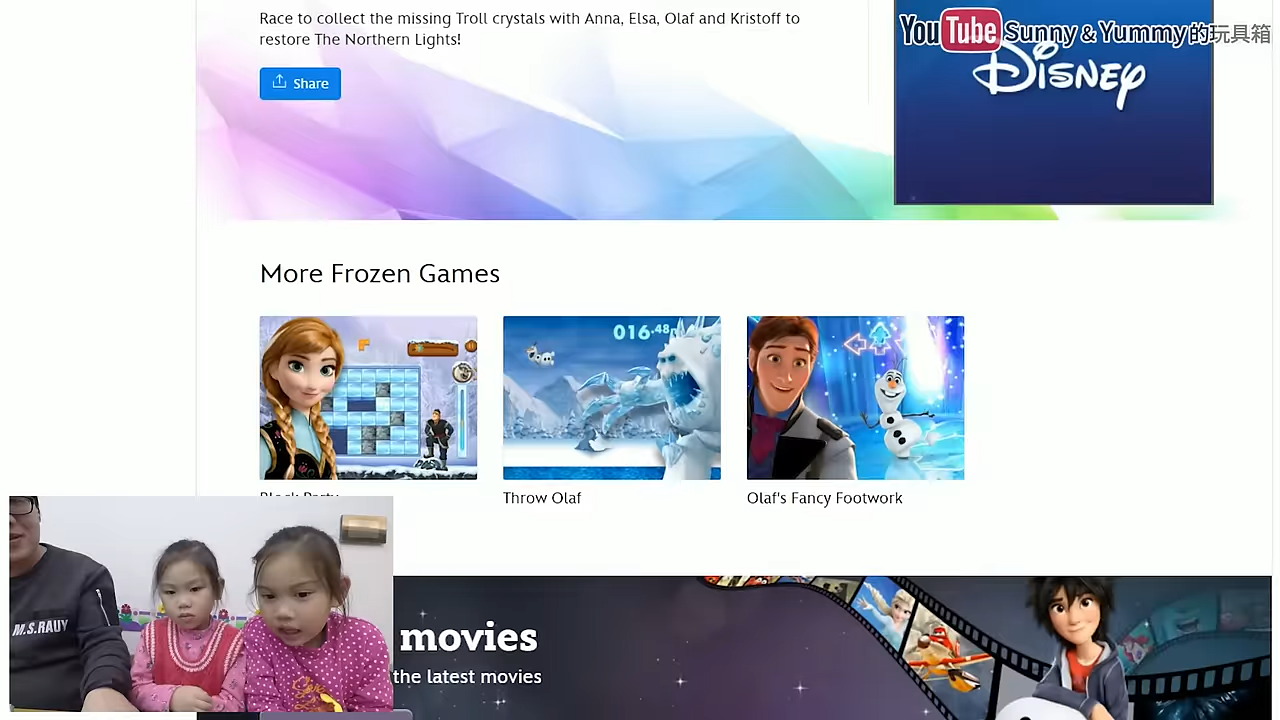 Race to collect the missing Troll crystals with Anna, Elsa, Olaf and Kristoff to
restore The Northern Lights!
Share
YouTube Sunny & Yummy的玩具箱
Disney
More Frozen Games
016.48
Throw Olaf
Olaf's Fancy Footwork
M.S.RAUY
movies
the latest movies